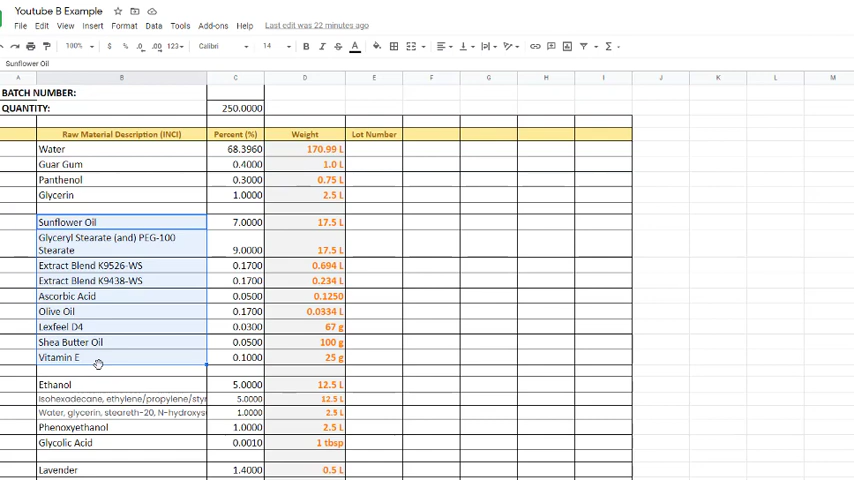 Youtube B Example
File Edit View Insert Format Data Tools Add-ons Help Last edit was 22 minutes ago
100% $ % .0 .00 123 Calibri 14 B I S A
Sunflower Oil
A B C D E F G H I J K L M
BATCH NUMBER:
QUANTITY: 250.0000
Raw Material Description (INCI) Percent (%) Weight Lot Number
Water 68.3960 170.99 L
Guar Gum 0.4000 1.0 L
Panthenol 0.3000 0.75 L
Glycerin 1.0000 2.5 L
Sunflower Oil 7.0000 17.5 L
Glyceryl Stearate (and) PEG-100
Stearate 9.0000 17.5 L
Extract Blend K9526-WS 0.1700 0.694 L
Extract Blend K9438-WS 0.1700 0.234 L
Ascorbic Acid 0.0500 0.1250
Olive Oil 0.1700 0.0334 L
Lexfeel D4 0.0300 67 g
Shea Butter Oil 0.0500 100 g
Vitamin E 0.1000 25 g
Ethanol 5.0000 12.5 L
Isohexadecane, ethylene/propylene/styr 5.0000 12.5 L
Water, glycerin, steareth-20, N-hydroxys 1.0000 2.5 L
Phenoxyethanol 1.0000 2.5 L
Glycolic Acid 0.0010 1 tbsp
Lavender 1.4000 0.5 L